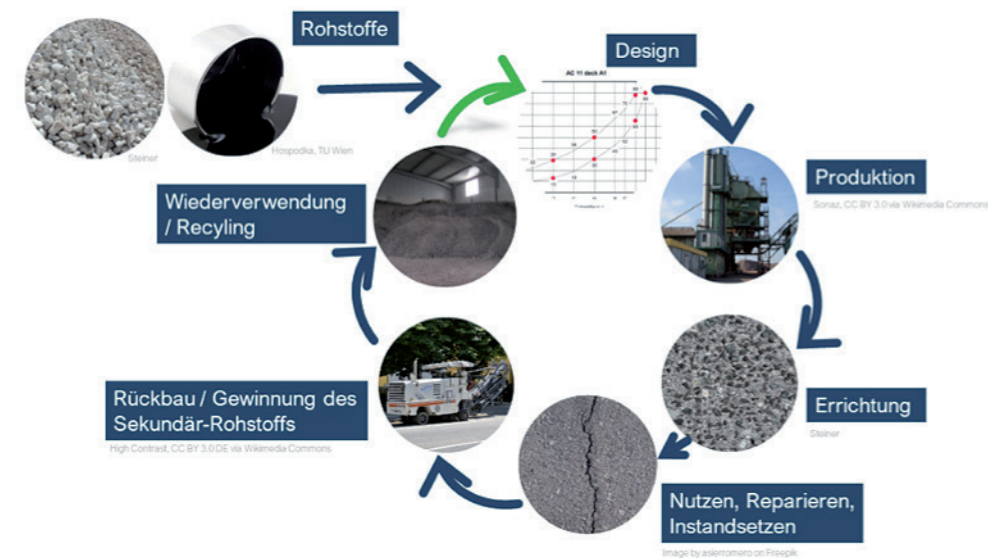 Rohstoffe
Steiner
Hospodka, TU Wien
Design
AC 11 deck A1
Produktion
Sonaz, CC BY 3.0 via Wikimedia Commons
Errichtung
Steiner
Nutzen, Reparieren,
Instandsetzen
Image by asierromero on Freepik
Rückbau / Gewinnung des
Sekundär-Rohstoffs
High Contrast, CC BY 3.0 DE via Wikimedia Commons
Wiederverwendung
/ Recyling